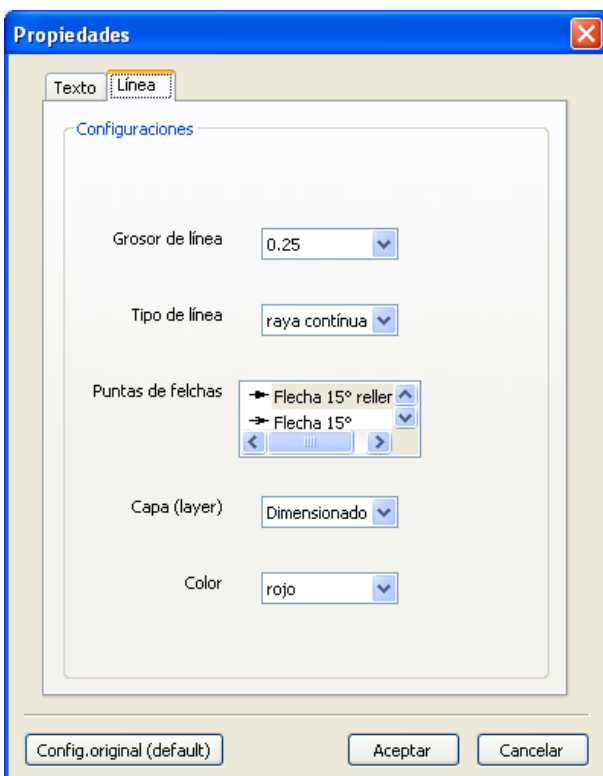 Propiedades
Texto
Línea
Configuraciones
Grosor de línea
0.25
Tipo de línea
raya contínua
Puntas de felchas
Flecha 15° reller
Flecha 15°
Capa (layer)
Dimensionado
Color
rojo
Config.original (default)
Aceptar
Cancelar